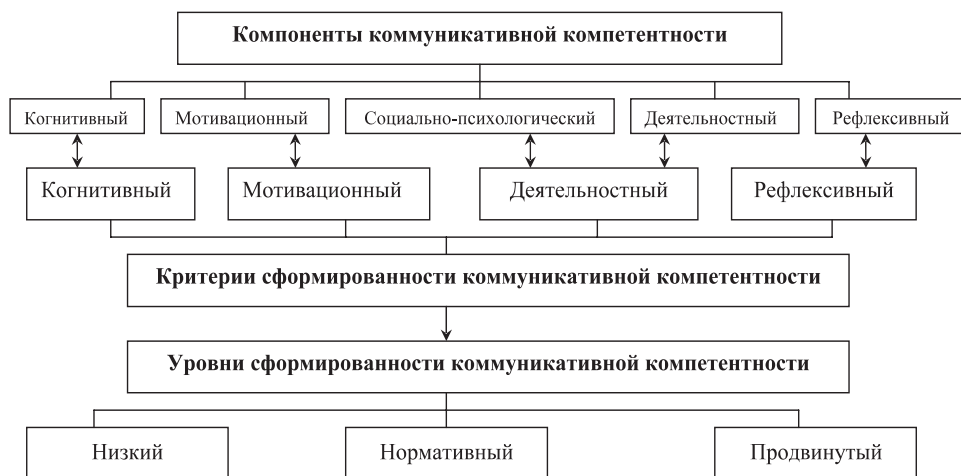 Компоненты коммуникативной компетентности
Когнитивный
Мотивационный
Социально-психологический
Деятельностный
Рефлексивный
Когнитивный
Мотивационный
Деятельностный
Рефлексивный
Критерии сформированности коммуникативной компетентности
Уровни сформированности коммуникативной компетентности
Низкий
Нормативный
Продвинутый